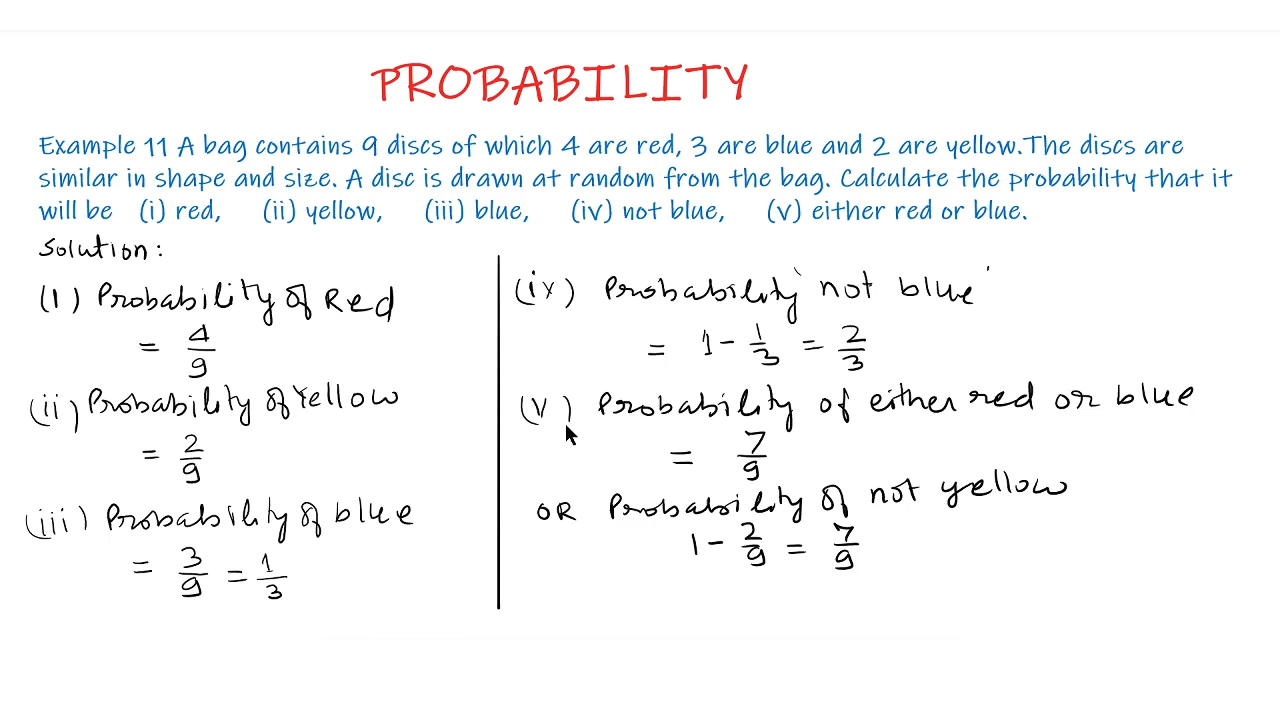 PROBABILITY
Example 11 A bag contains 9 discs of which 4 are red, 3 are blue and 2 are yellow.The discs are
similar in shape and size. A disc is drawn at random from the bag. Calculate the probability that it
will be (i) red, (ii) yellow, (iii) blue, (iv) not blue, (v) either red or blue.
Solution:
(i) Probability of Red
= 4/9
(ii) Probability of Yellow
= 2/9
(iii) Probability of blue
= 3/9 = 1/3
(iv) Probability 'not blue'
= 1 - 1/3 = 2/3
(v) Probability of either red or blue
= 7/9
OR Probability of not yellow
1 - 2/9 = 7/9